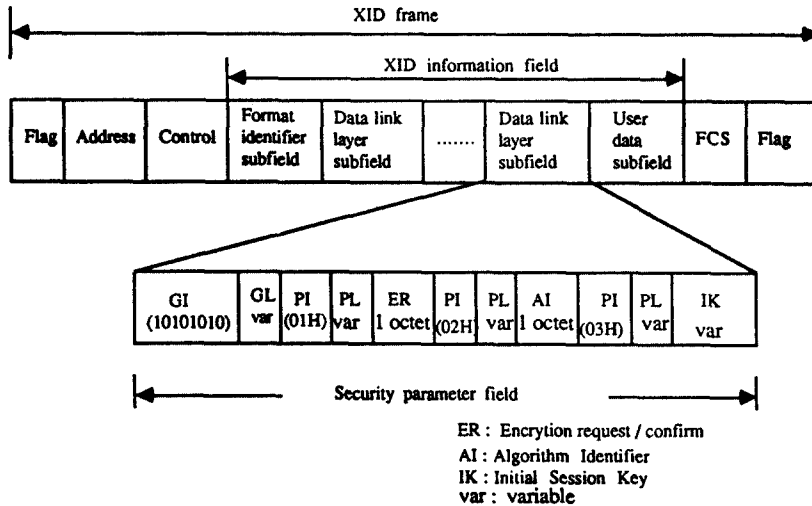 XID frame
XID information field
Flag
Address
Control
Format
identifier
subfield
Data link
layer
subfield
.......
Data link
layer
subfield
User
data
subfield
FCS
Flag
GI
(10101010)
GL
var
PI
(01H)
PL
var
ER
1 octet
PI
(02H)
PL
var
AI
1 octet
PI
(03H)
PL
var
IK
var
Security parameter field
ER : Encrytion request / confirm
AI : Algorithm Identifier
IK : Initial Session Key
var : variable